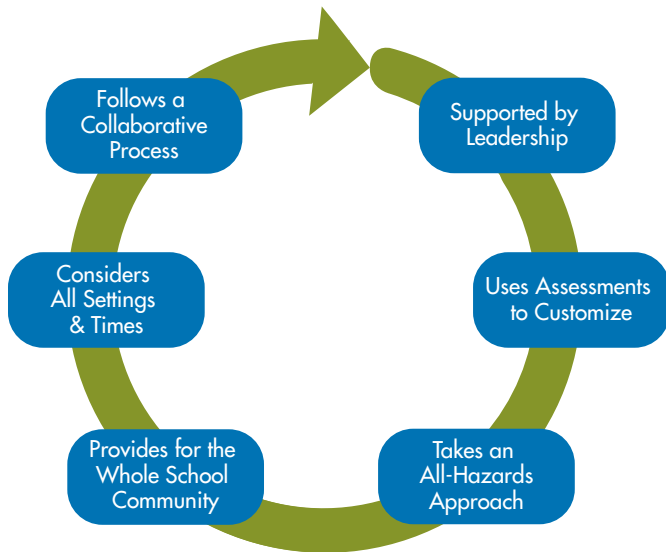 Supported by
Leadership
Uses Assessments
to Customize
Takes an
All-Hazards
Approach
Provides for the
Whole School
Community
Considers
All Settings
& Times
Follows a
Collaborative
Process